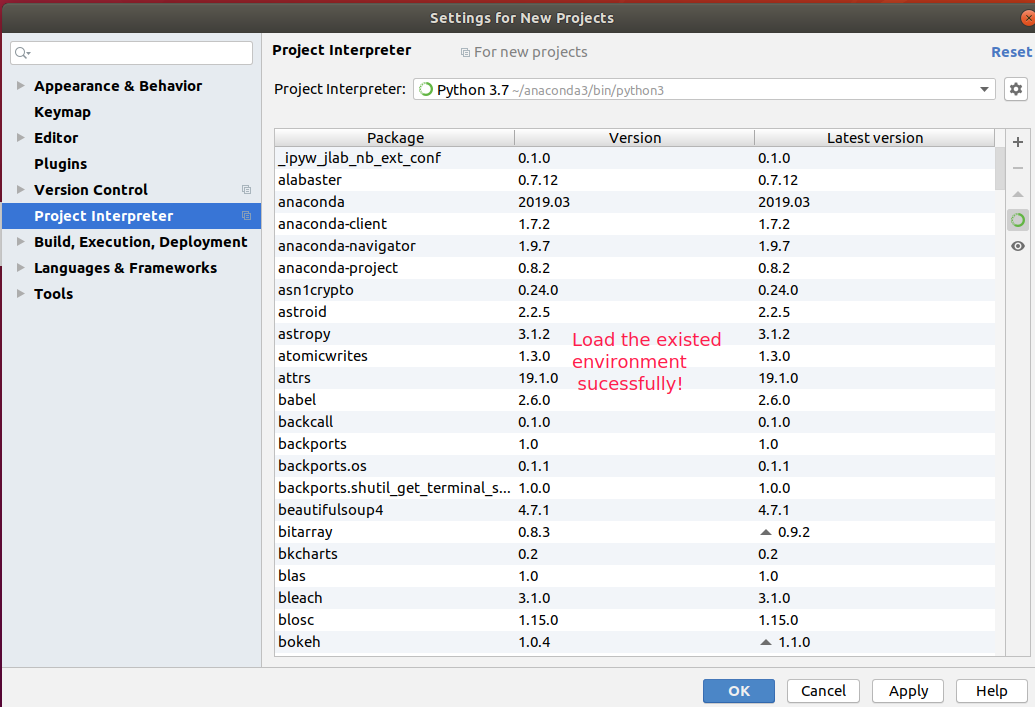 Settings for New Projects
Project Interpreter For new projects Reset
Appearance & Behavior
Keymap
Editor
Plugins
Version Control
Project Interpreter
Build, Execution, Deployment
Languages & Frameworks
Tools
Project Interpreter: Python 3.7 ~/anaconda3/bin/python3
Package Version Latest version
_ipyw_jlab_nb_ext_conf 0.1.0 0.1.0
alabaster 0.7.12 0.7.12
anaconda 2019.03 2019.03
anaconda-client 1.7.2 1.7.2
anaconda-navigator 1.9.7 1.9.7
anaconda-project 0.8.2 0.8.2
asn1crypto 0.24.0 0.24.0
astroid 2.2.5 2.2.5
astropy 3.1.2 3.1.2
atomicwrites 1.3.0 1.3.0
attrs 19.1.0 19.1.0
babel 2.6.0 2.6.0
backcall 0.1.0 0.1.0
backports 1.0 1.0
backports.os 0.1.1 0.1.1
backports.shutil_get_terminal_s... 1.0.0 1.0.0
beautifulsoup4 4.7.1 4.7.1
bitarray 0.8.3 0.9.2
bkcharts 0.2 0.2
blas 1.0 1.0
bleach 3.1.0 3.1.0
blosc 1.15.0 1.15.0
bokeh 1.0.4 1.1.0
Load the existed
environment
sucessfully!
OK Cancel Apply Help